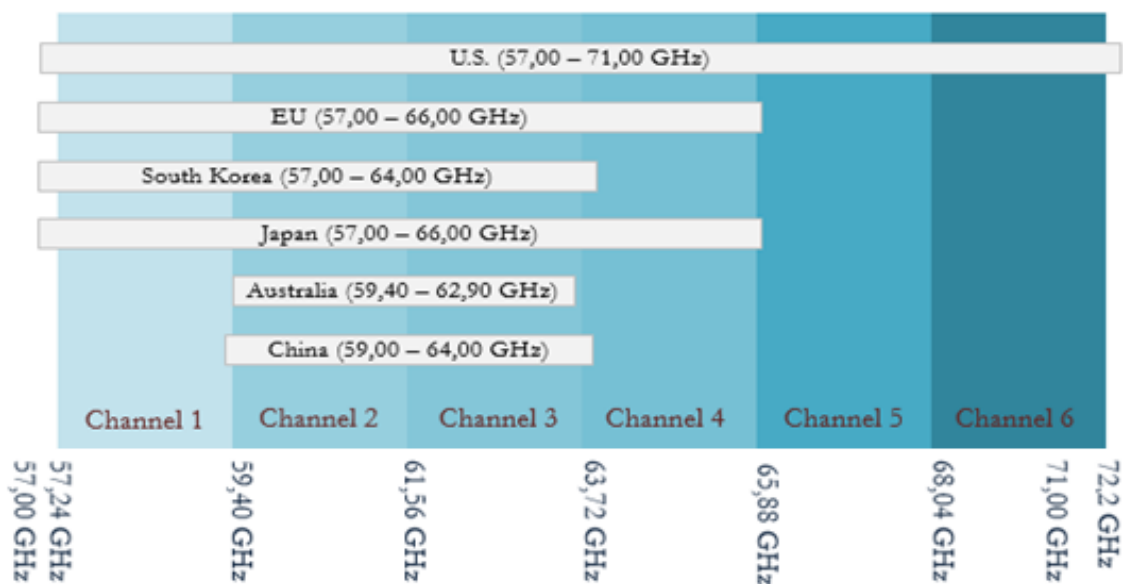 U.S. (57,00 – 71,00 GHz)
EU (57,00 – 66,00 GHz)
South Korea (57,00 – 64,00 GHz)
Japan (57,00 – 66,00 GHz)
Australia (59,40 – 62,90 GHz)
China (59,00 – 64,00 GHz)
Channel 1
Channel 2
Channel 3
Channel 4
Channel 5
Channel 6
57,00 GHz
57,24 GHz
59,40 GHz
61,56 GHz
63,72 GHz
65,88 GHz
68,04 GHz
71,00 GHz
72,2 GHz